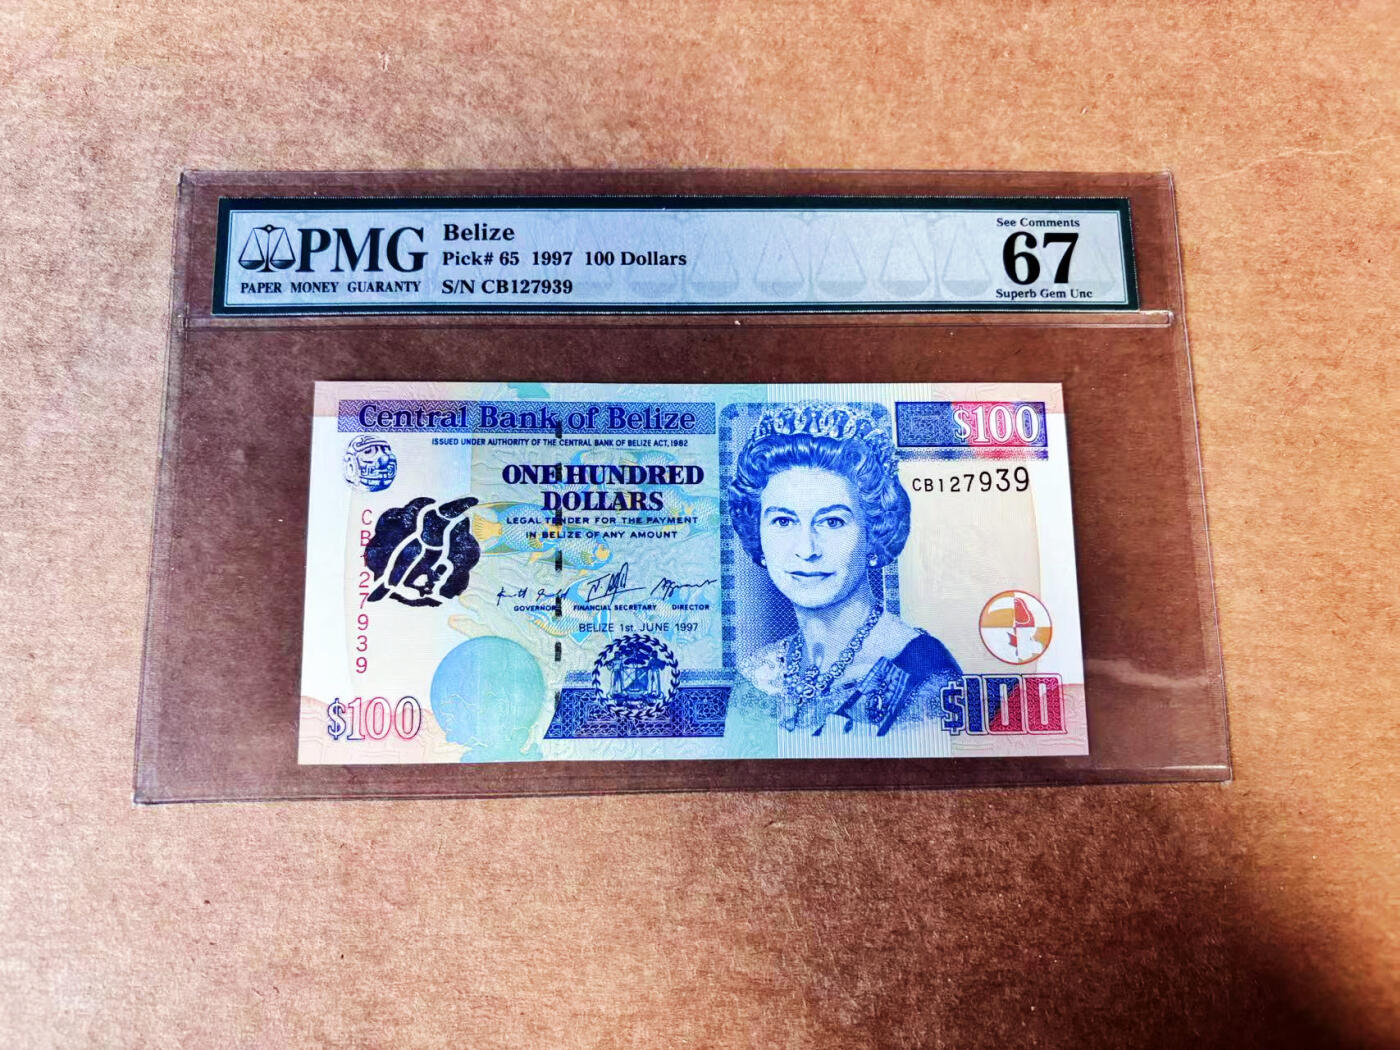 PMG
PAPER MONEY GUARANTY
Belize
Pick# 65 1997 100 Dollars
S/N CB127939
See Comments
67
Superb Gem Unc
Central Bank of Belize
ISSUED UNDER AUTHORITY OF THE CENTRAL BANK OF BELIZE ACT, 1982
ONE HUNDRED
DOLLARS
LEGAL TENDER FOR THE PAYMENT
IN BELIZE OF ANY AMOUNT
GOVERNOR FINANCIAL SECRETARY DIRECTOR
BELIZE 1st. JUNE 1997
$100
CB127939
CB127939
$100
$100